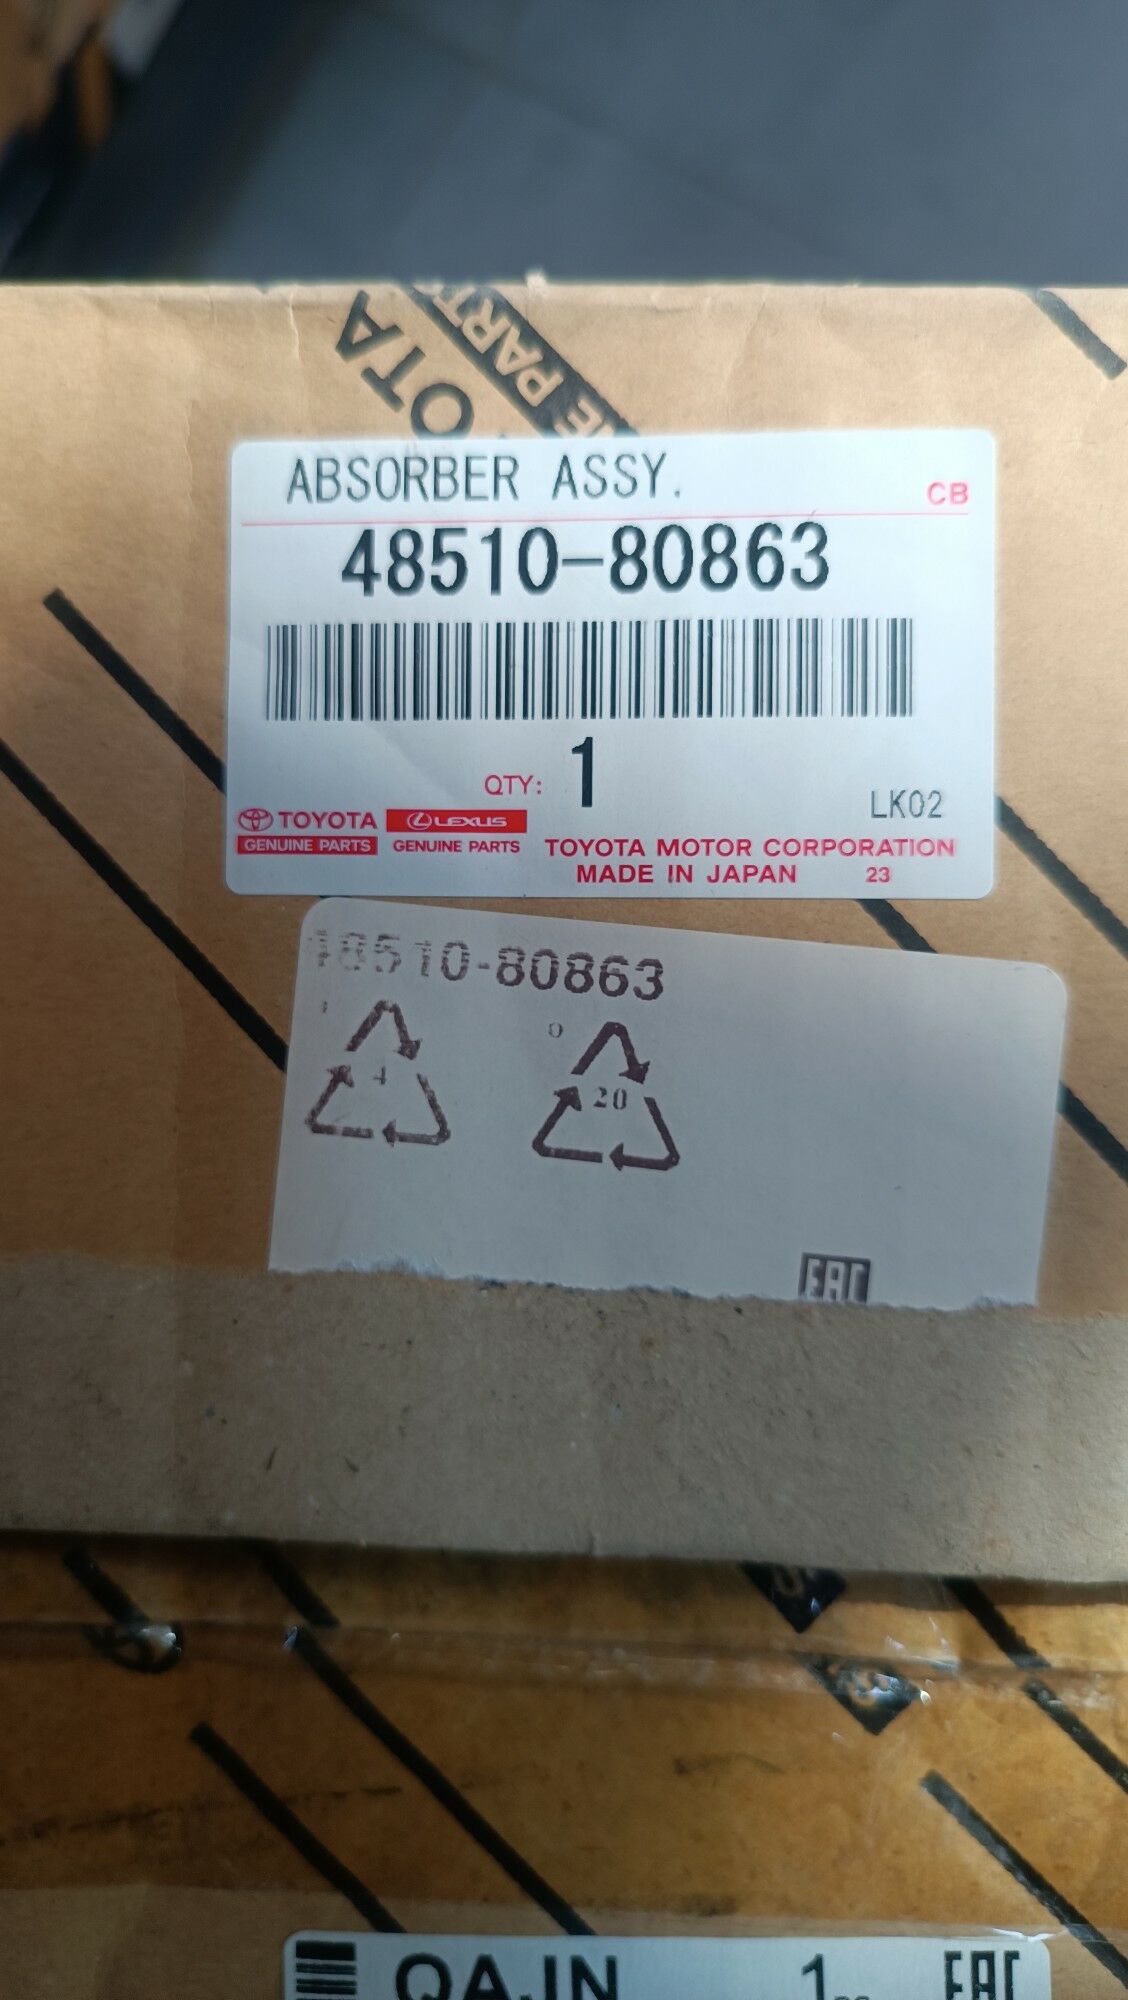 TOYOTA
GENUINE PARTS
ABSORBER ASSY.
CB
48510-80863
QTY: 1
LK02
TOYOTA LEXUS
GENUINE PARTS GENUINE PARTS
TOYOTA MOTOR CORPORATION
MADE IN JAPAN 23
48510-80863
4
20
EAC
QAJN 1 EAC